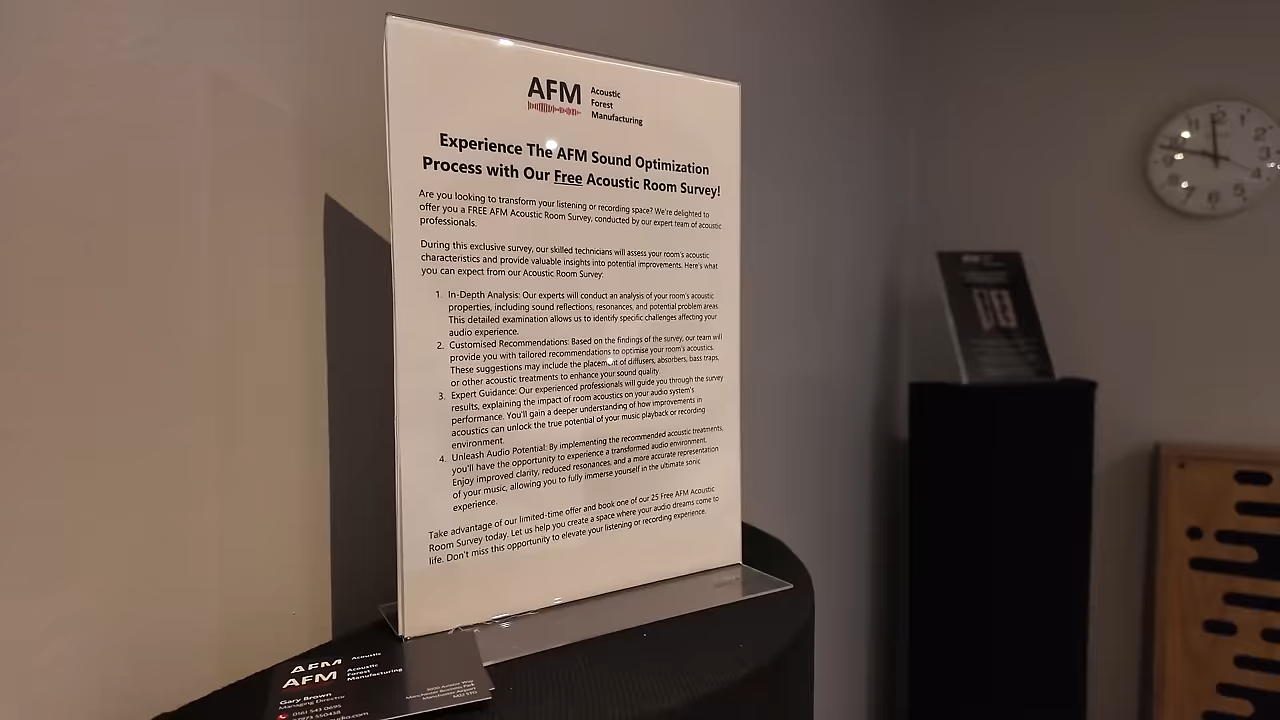 AFM
Acoustic
Forest
Manufacturing
Experience The AFM Sound Optimization
Process with Our Free Acoustic Room Survey!
Are you looking to transform your listening or recording space? We're delighted to
offer you a FREE AFM Acoustic Room Survey, conducted by our expert team of acoustic
professionals.
During this exclusive survey, our skilled technicians will assess your room's acoustic
characteristics and provide valuable insights into potential improvements. Here's what
you can expect from our Acoustic Room Survey:
1. In-Depth Analysis: Our experts will conduct an analysis of your room's acoustic
properties, including sound reflections, resonances, and potential problem areas.
This detailed examination allows us to identify specific challenges affecting your
audio experience.
2. Customised Recommendations: Based on the findings of the survey, our team will
provide you with tailored recommendations to optimise your room's acoustics.
These suggestions may include the placement of diffusers, absorbers, bass traps,
or other acoustic treatments to enhance your sound quality.
3. Expert Guidance: Our experienced professionals will guide you through the survey
results, explaining the impact of room acoustics on your audio system's
performance. You'll gain a deeper understanding of how improvements in
acoustics can unlock the true potential of your music playback or recording
environment.
4. Unleash Audio Potential: By implementing the recommended acoustic treatments,
you'll have the opportunity to experience a transformed audio environment.
Enjoy improved clarity, reduced resonances, and a more accurate representation
of your music, allowing you to fully immerse yourself in the ultimate sonic
experience.
Take advantage of our limited-time offer and book one of our 25 Free AFM Acoustic
Room Survey today. Let us help you create a space where your audio dreams come to
life. Don't miss this opportunity to elevate your listening or recording experience.
AFM
Acoustic
AFM
Acoustic
Forest
Manufacturing
Gary Brown
Managing Director
0161 543 0695
Manchester Business Park
Manchester Airport
12
3
4
5
6